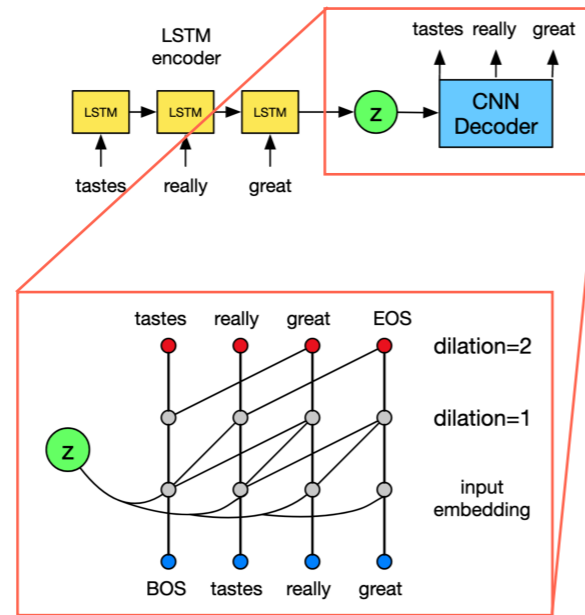 tastes really great
LSTM
encoder
LSTM LSTM LSTM
z
CNN
Decoder
tastes really great
tastes really great EOS
dilation=2
dilation=1
z
input
embedding
BOS tastes really great